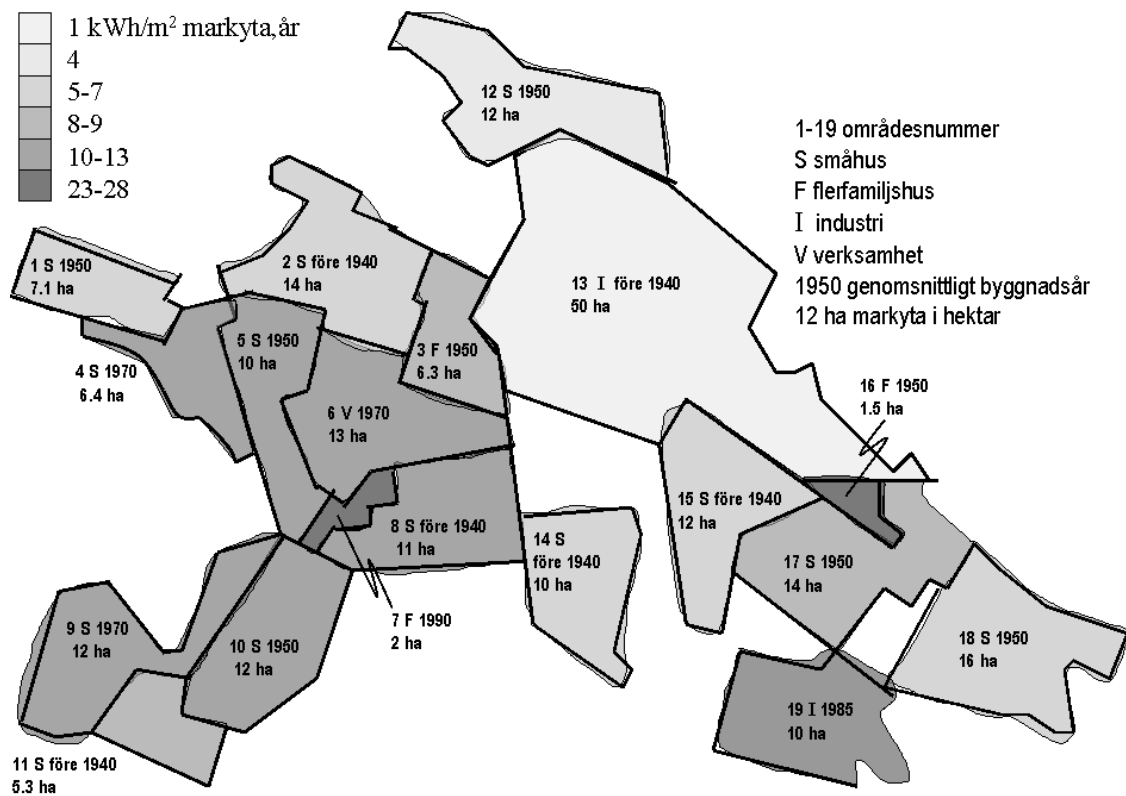 1 kWh/m² markyta,år
4
5-7
8-9
10-13
23-28
12 S 1950
12 ha
1-19 områdesnummer
S småhus
F flerfamiljshus
I industri
V verksamhet
1950 genomsnittligt byggnadsår
12 ha markyta i hektar
1 S 1950
7.1 ha
2 S före 1940
14 ha
13 I före 1940
50 ha
5 S 1950
10 ha
3 F 1950
6.3 ha
4 S 1970
6.4 ha
16 F 1950
1.5 ha
6 V 1970
13 ha
15 S före 1940
12 ha
8 S före 1940
11 ha
14 S
före 1940
10 ha
17 S 1950
14 ha
7 F 1990
2 ha
9 S 1970
12 ha
10 S 1950
12 ha
18 S 1950
16 ha
19 I 1985
10 ha
11 S före 1940
5.3 ha